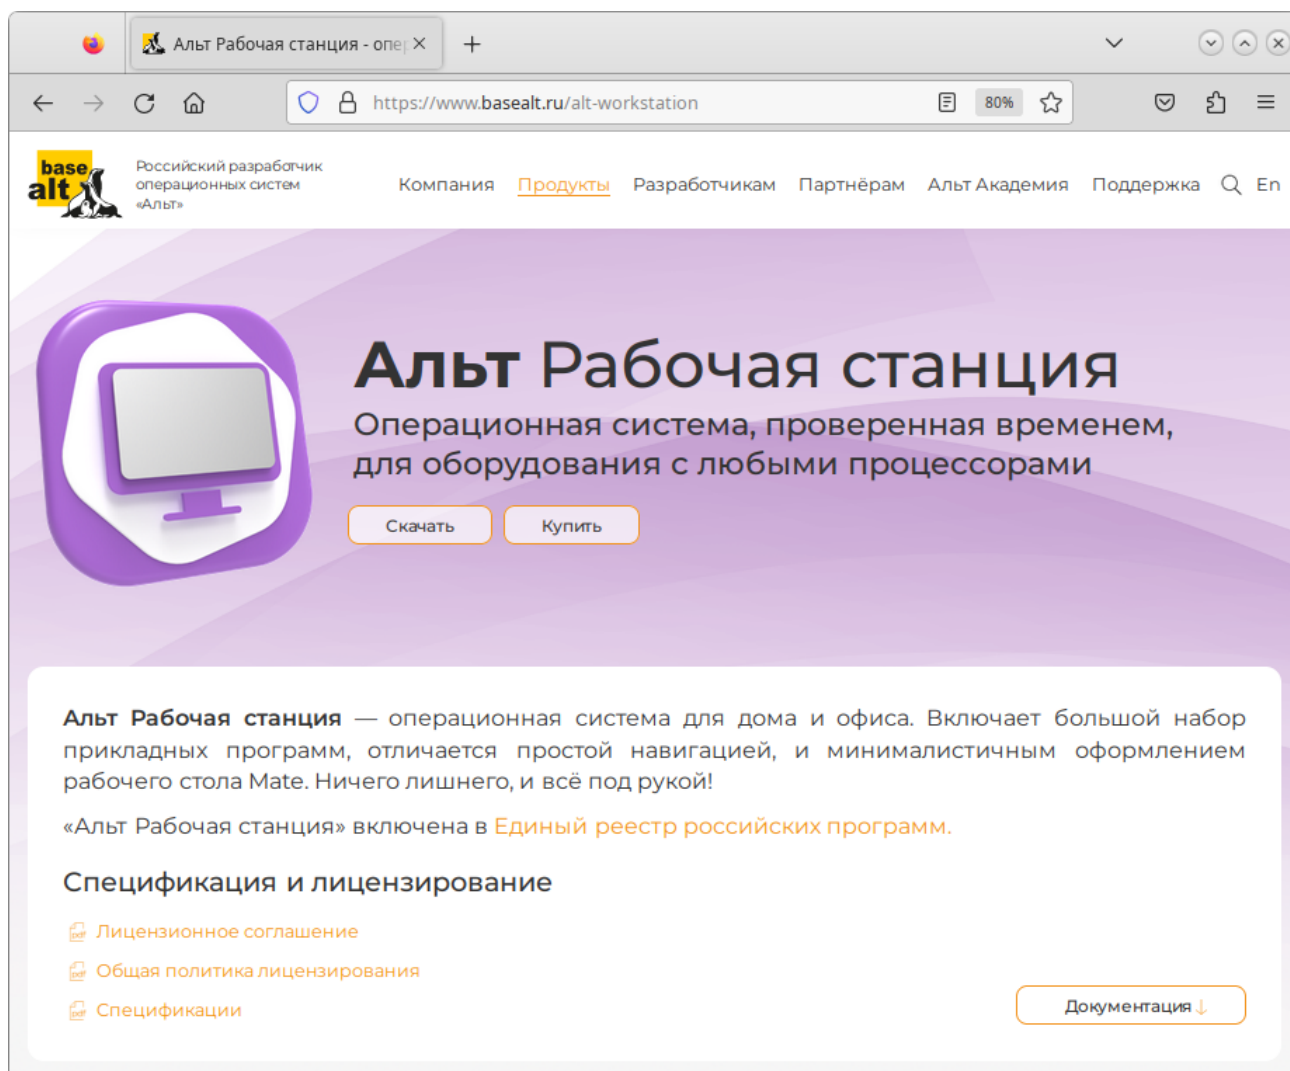 Альт Рабочая станция - опер
https://www.basealt.ru/alt-workstation
80%
base
alt
Российский разработчик
операционных систем
«Альт»
Компания Продукты Разработчикам Партнёрам Альт Академия Поддержка En
Альт Рабочая станция
Операционная система, проверенная временем,
для оборудования с любыми процессорами
Скачать Купить
Альт Рабочая станция — операционная система для дома и офиса. Включает большой набор
прикладных программ, отличается простой навигацией, и минималистичным оформлением
рабочего стола Mate. Ничего лишнего, и всё под рукой!
«Альт Рабочая станция» включена в Единый реестр российских программ.
Спецификация и лицензирование
pdf Лицензионное соглашение
pdf Общая политика лицензирования
pdf Спецификации
Документация ↓